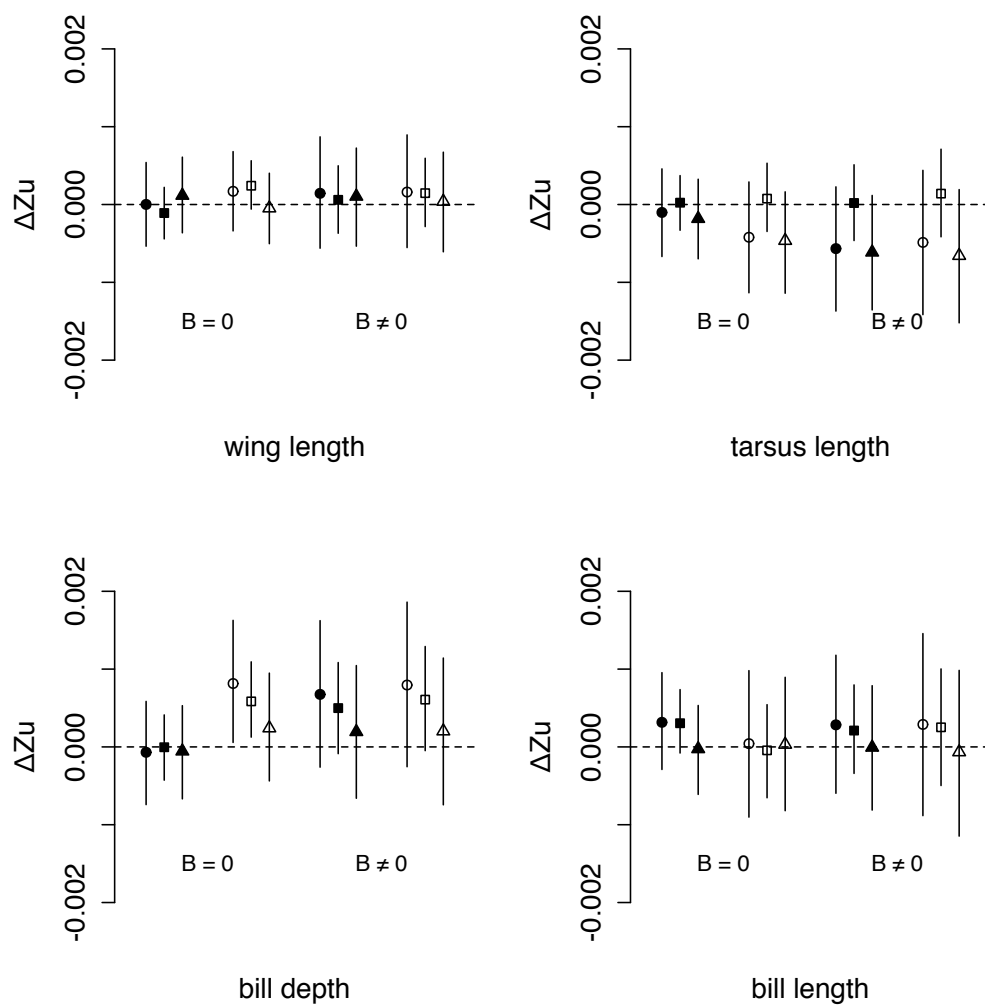 0.002
0.000
-0.002
ΔZu
B = 0
B ≠ 0
wing length
0.002
0.000
-0.002
ΔZu
B = 0
B ≠ 0
tarsus length
0.002
0.000
-0.002
ΔZu
B = 0
B ≠ 0
bill depth
0.002
0.000
-0.002
ΔZu
B = 0
B ≠ 0
bill length